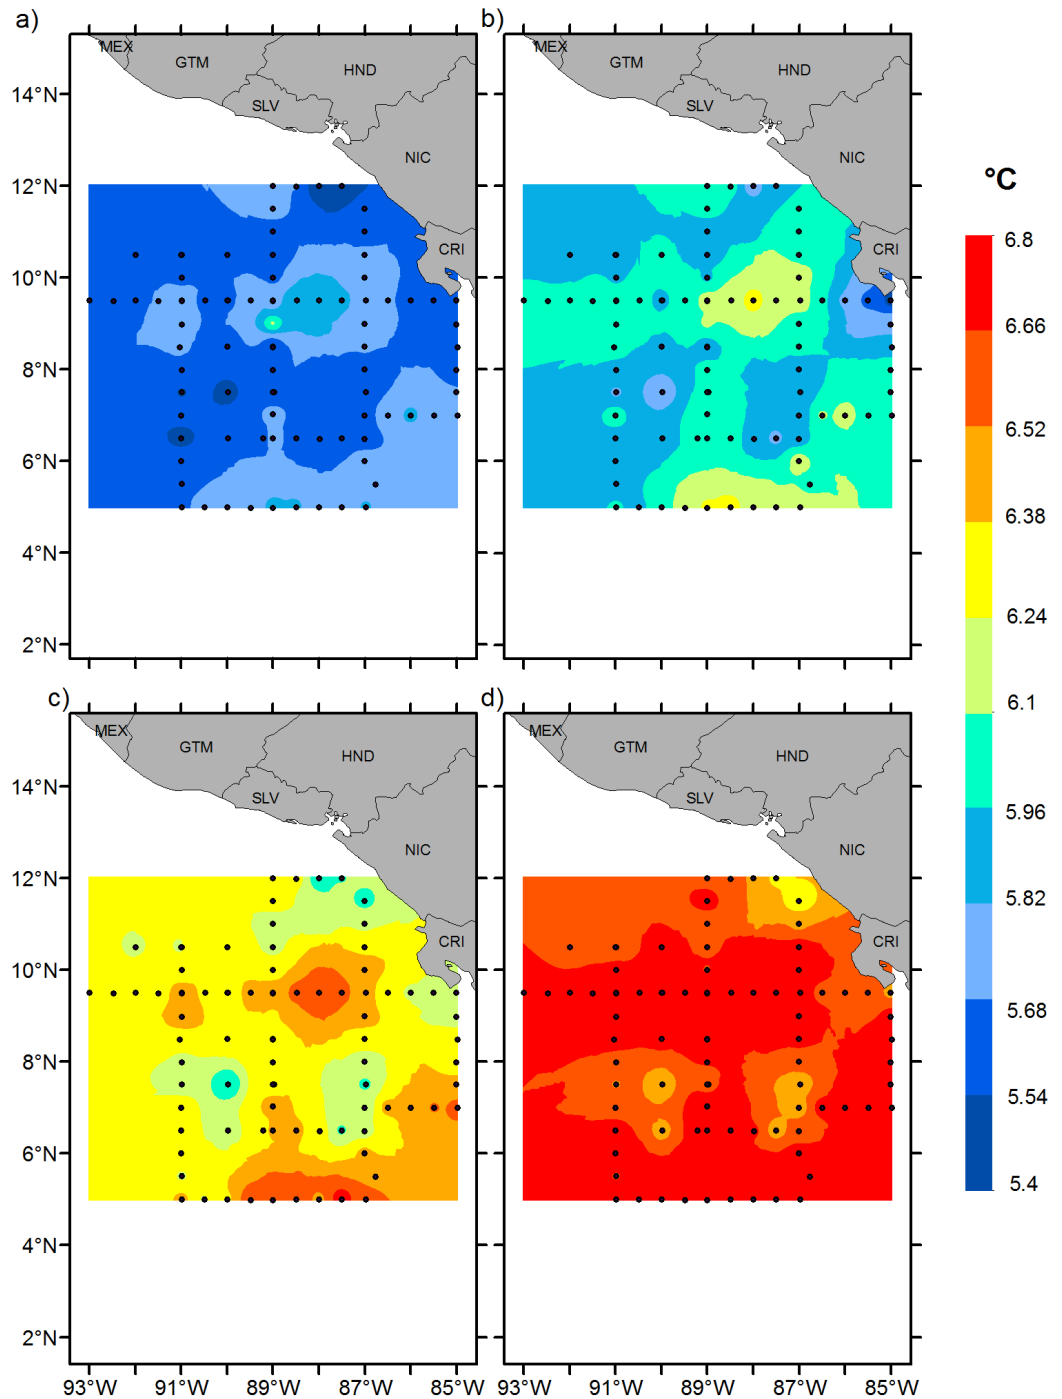 a)
b)
MEX
GTM
HND
SLV
NIC
CRI
14°N
12°N
10°N
8°N
6°N
4°N
2°N
MEX
GTM
HND
SLV
NIC
CRI
°C
6.8
6.66
6.52
6.38
6.24
6.1
5.96
5.82
5.68
5.54
5.4
c)
d)
MEX
GTM
HND
SLV
NIC
CRI
14°N
12°N
10°N
8°N
6°N
4°N
2°N
93°W
91°W
89°W
87°W
85°W
MEX
GTM
HND
SLV
NIC
CRI
93°W
91°W
89°W
87°W
85°W